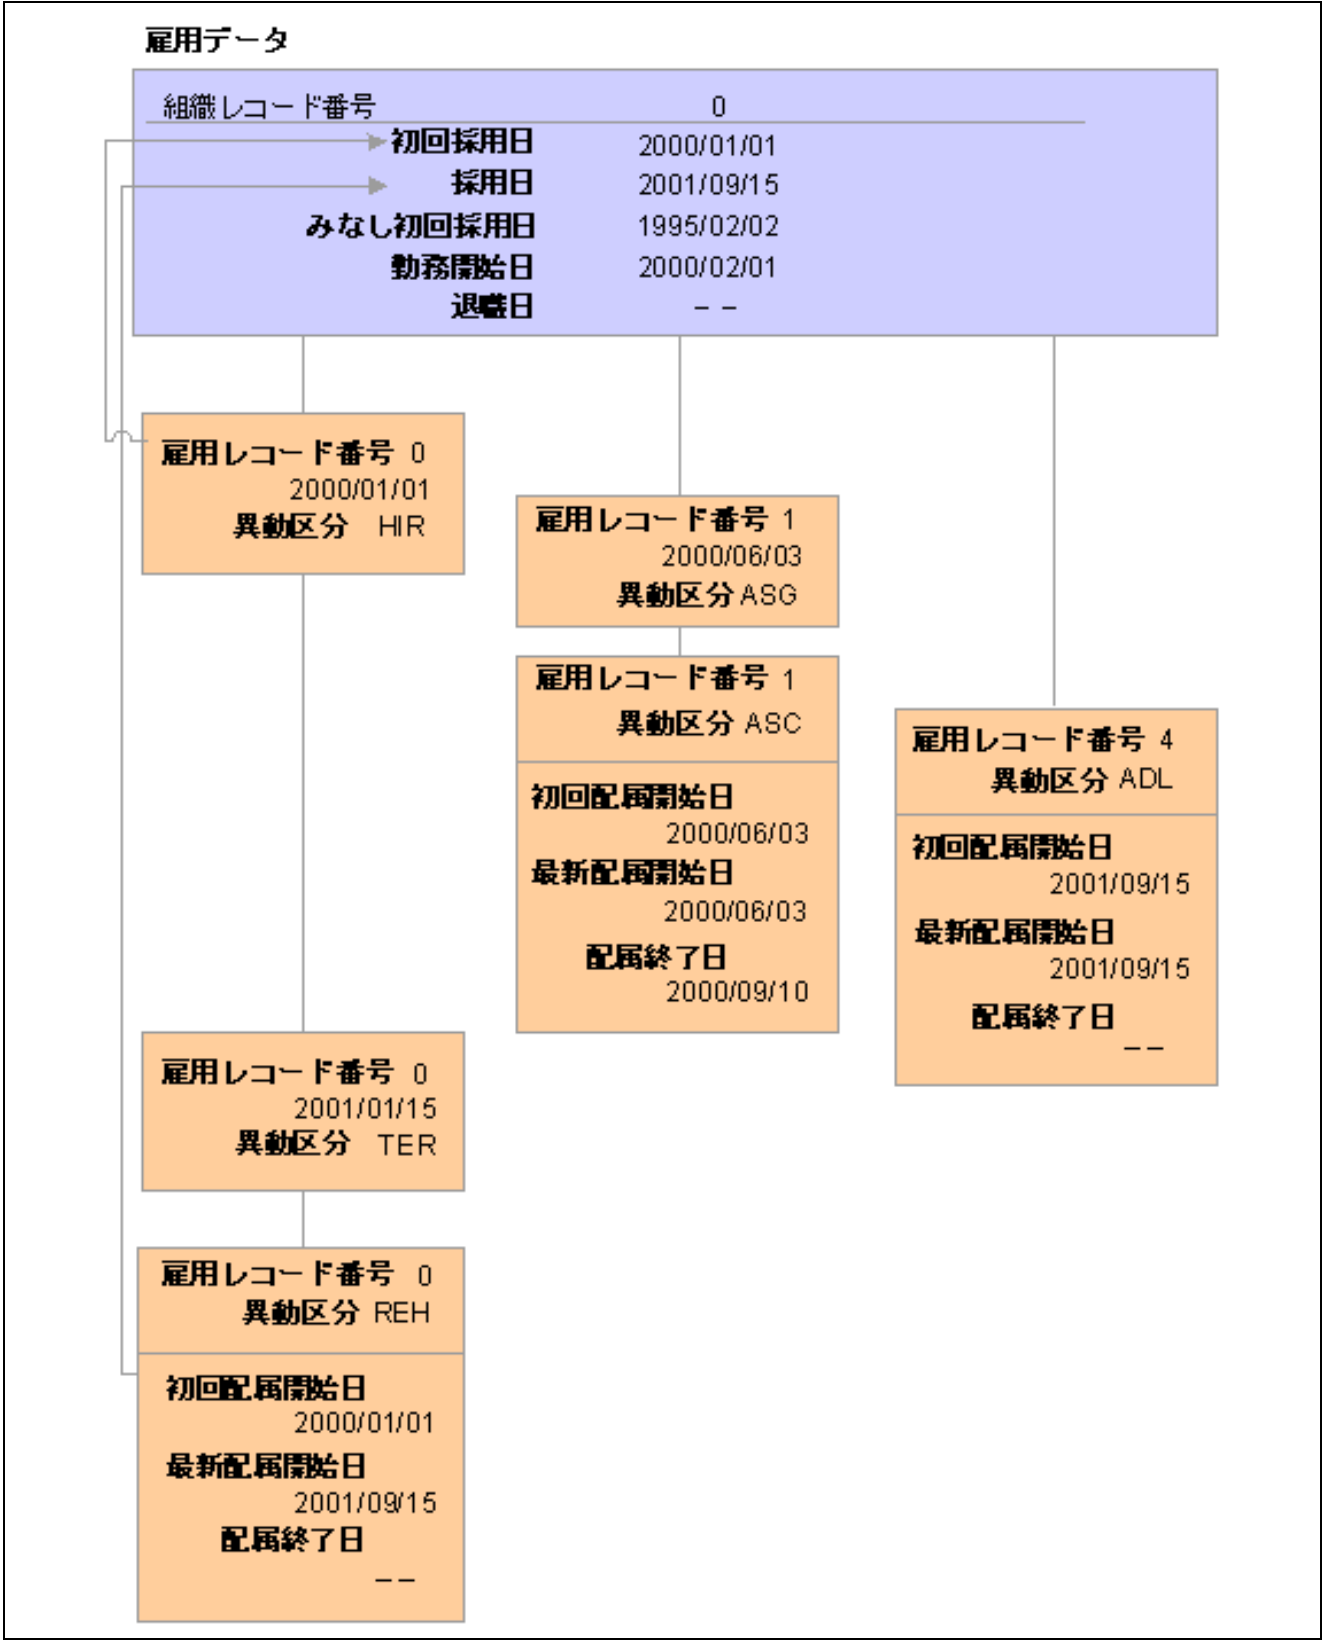 雇用データ
組織レコード番号 0
初回採用日 2000/01/01
採用日 2001/09/15
みなし初回採用日 1995/02/02
勤務開始日 2000/02/01
退職日 – –
雇用レコード番号 0
2000/01/01
異動区分 HIR
雇用レコード番号 1
2000/06/03
異動区分 ASG
雇用レコード番号 1
異動区分 ASC
初回配属開始日
2000/06/03
最新配属開始日
2000/06/03
配属終了日
2000/09/10
雇用レコード番号 4
異動区分 ADL
初回配属開始日
2001/09/15
最新配属開始日
2001/09/15
配属終了日
– –
雇用レコード番号 0
2001/01/15
異動区分 TER
雇用レコード番号 0
異動区分 REH
初回配属開始日
2000/01/01
最新配属開始日
2001/09/15
配属終了日
– –